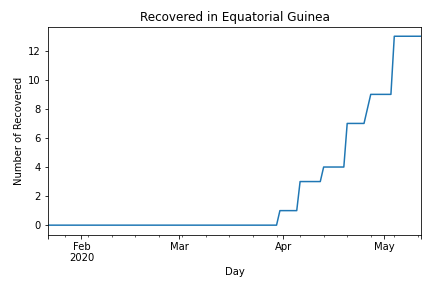 Recovered in Equatorial Guinea
Number of Recovered
12
10
8
6
4
2
0
Feb
2020
Mar
Apr
May
Day